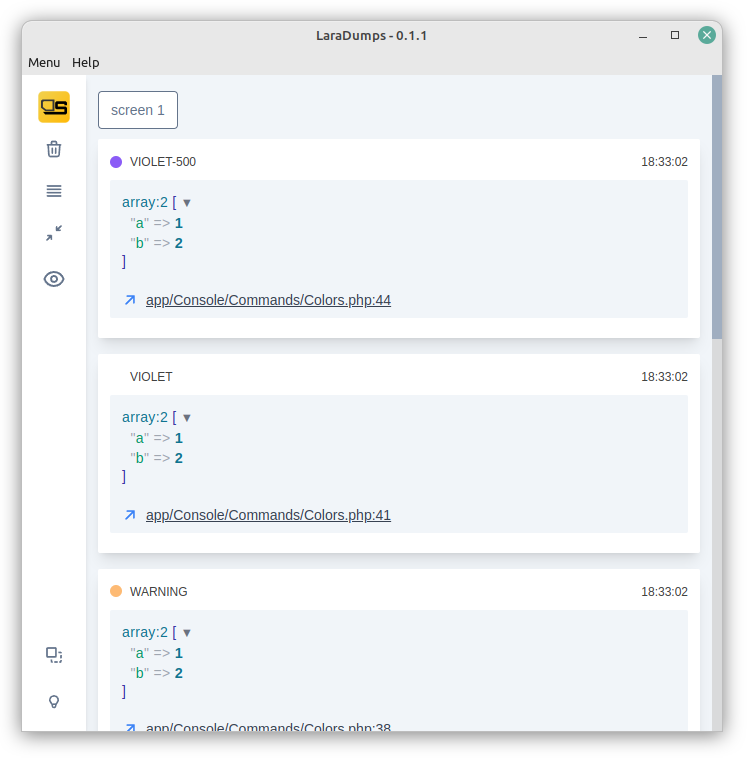 LaraDumps - 0.1.1
Menu Help
screen 1
VIOLET-500 18:33:02
array:2 [ ▼
"a" => 1
"b" => 2
]
app/Console/Commands/Colors.php:44
VIOLET 18:33:02
array:2 [ ▼
"a" => 1
"b" => 2
]
app/Console/Commands/Colors.php:41
WARNING 18:33:02
array:2 [ ▼
"a" => 1
"b" => 2
]
app/Console/Commands/Colors.php:38